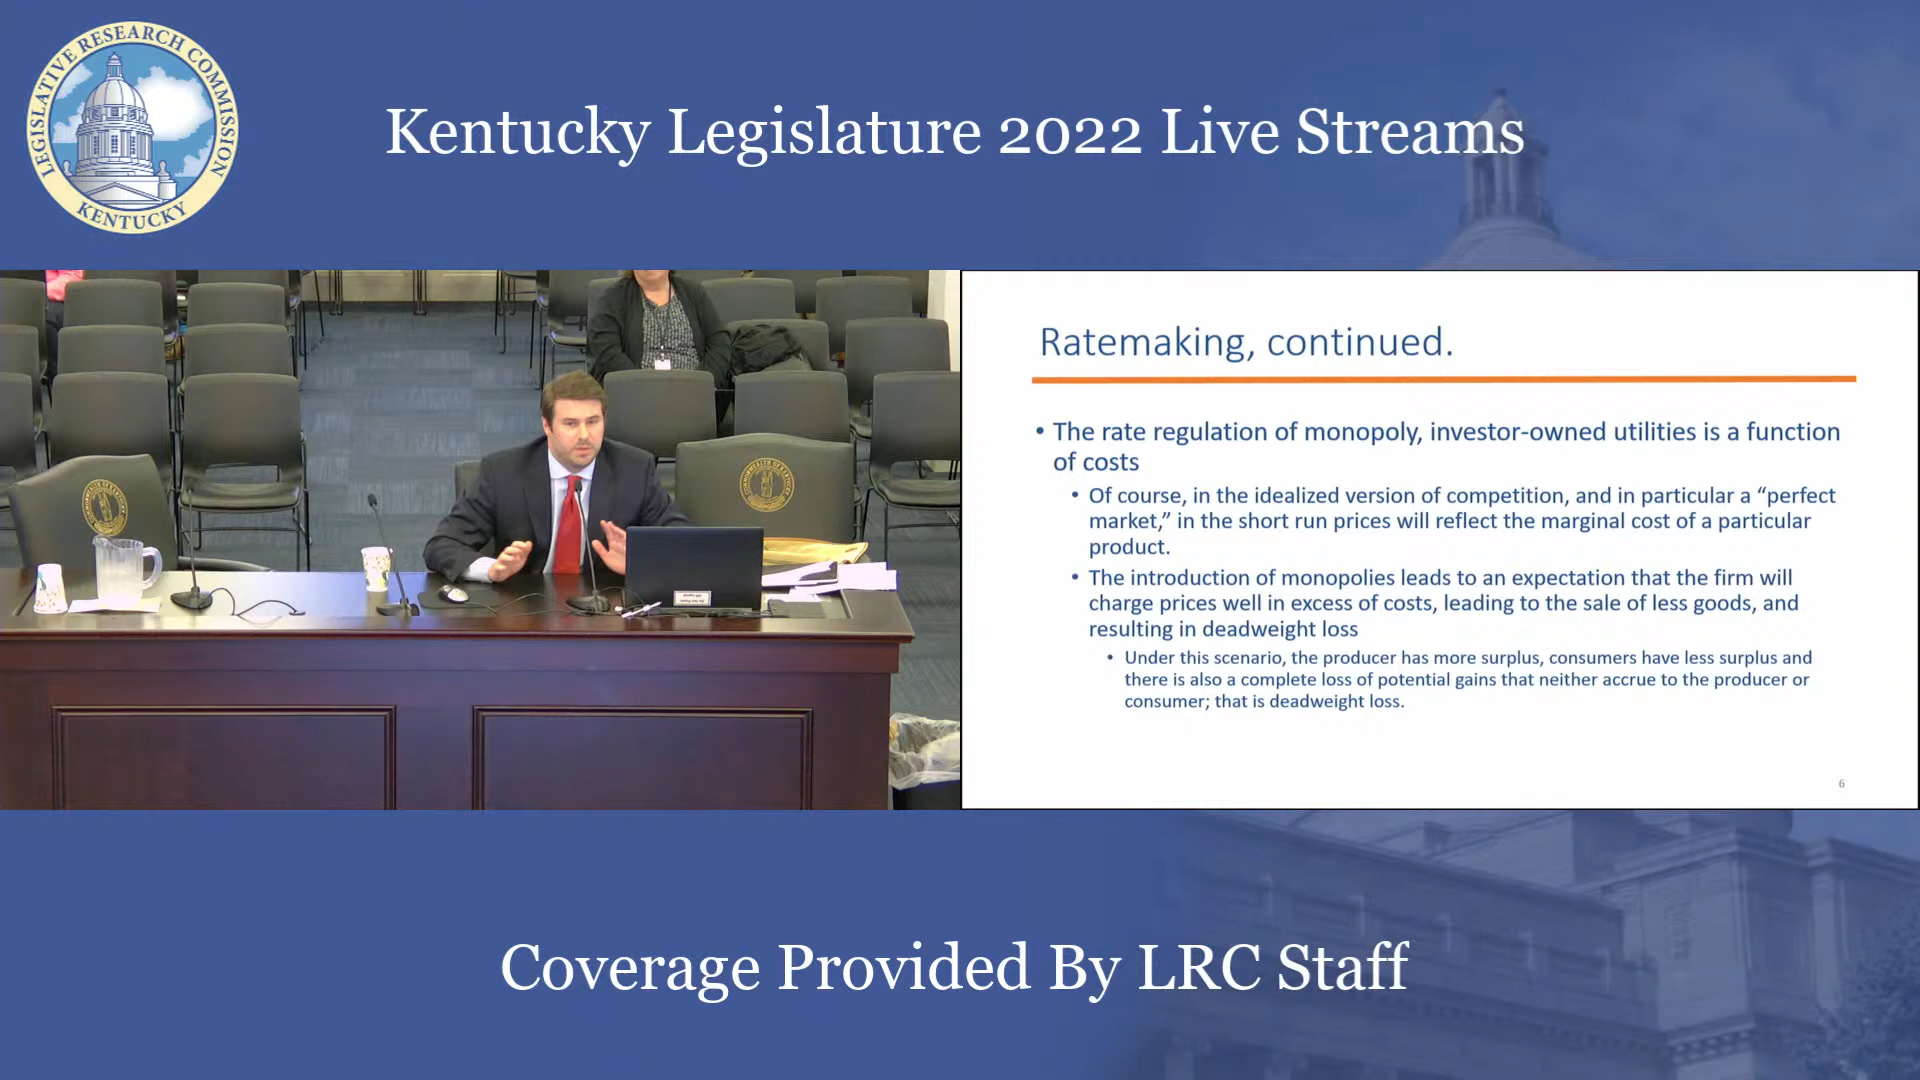 LEGISLATIVE RESEARCH COMMISSION
KENTUCKY
Kentucky Legislature 2022 Live Streams
Ratemaking, continued.
• The rate regulation of monopoly, investor-owned utilities is a function
of costs
• Of course, in the idealized version of competition, and in particular a “perfect
market,” in the short run prices will reflect the marginal cost of a particular
product.
• The introduction of monopolies leads to an expectation that the firm will
charge prices well in excess of costs, leading to the sale of less goods, and
resulting in deadweight loss
• Under this scenario, the producer has more surplus, consumers have less surplus and
there is also a complete loss of potential gains that neither accrue to the producer or
consumer; that is deadweight loss.
6
Coverage Provided By LRC Staff